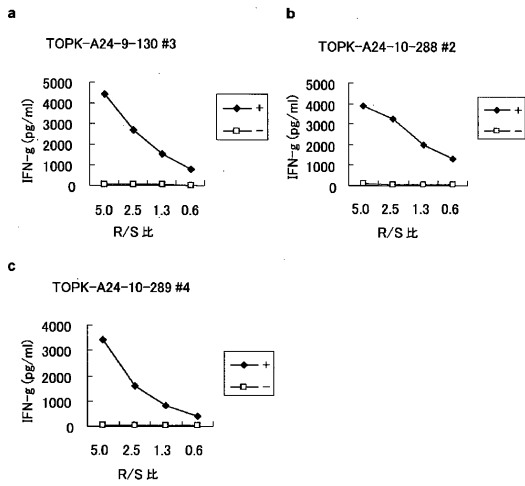 a
TOPK-A24-9-130 #3
IFN-g (pg/ml)
5000
4000
3000
2000
1000
0
5.0 2.5 1.3 0.6
R/S 比
+
−
b
TOPK-A24-10-288 #2
IFN-g (pg/ml)
5000
4000
3000
2000
1000
0
5.0 2.5 1.3 0.6
R/S 比
+
−
c
TOPK-A24-10-289 #4
IFN-g (pg/ml)
4000
3000
2000
1000
0
5.0 2.5 1.3 0.6
R/S 比
+
−